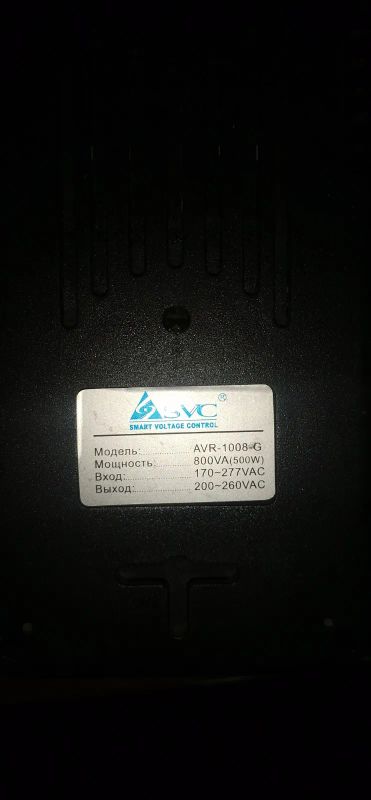 SVC®
SMART VOLTAGE CONTROL
Модель:..................AVR-1008-G
Мощность:.............800VA(500W)
Вход:......................170~277VAC
Выход:...................200~260VAC